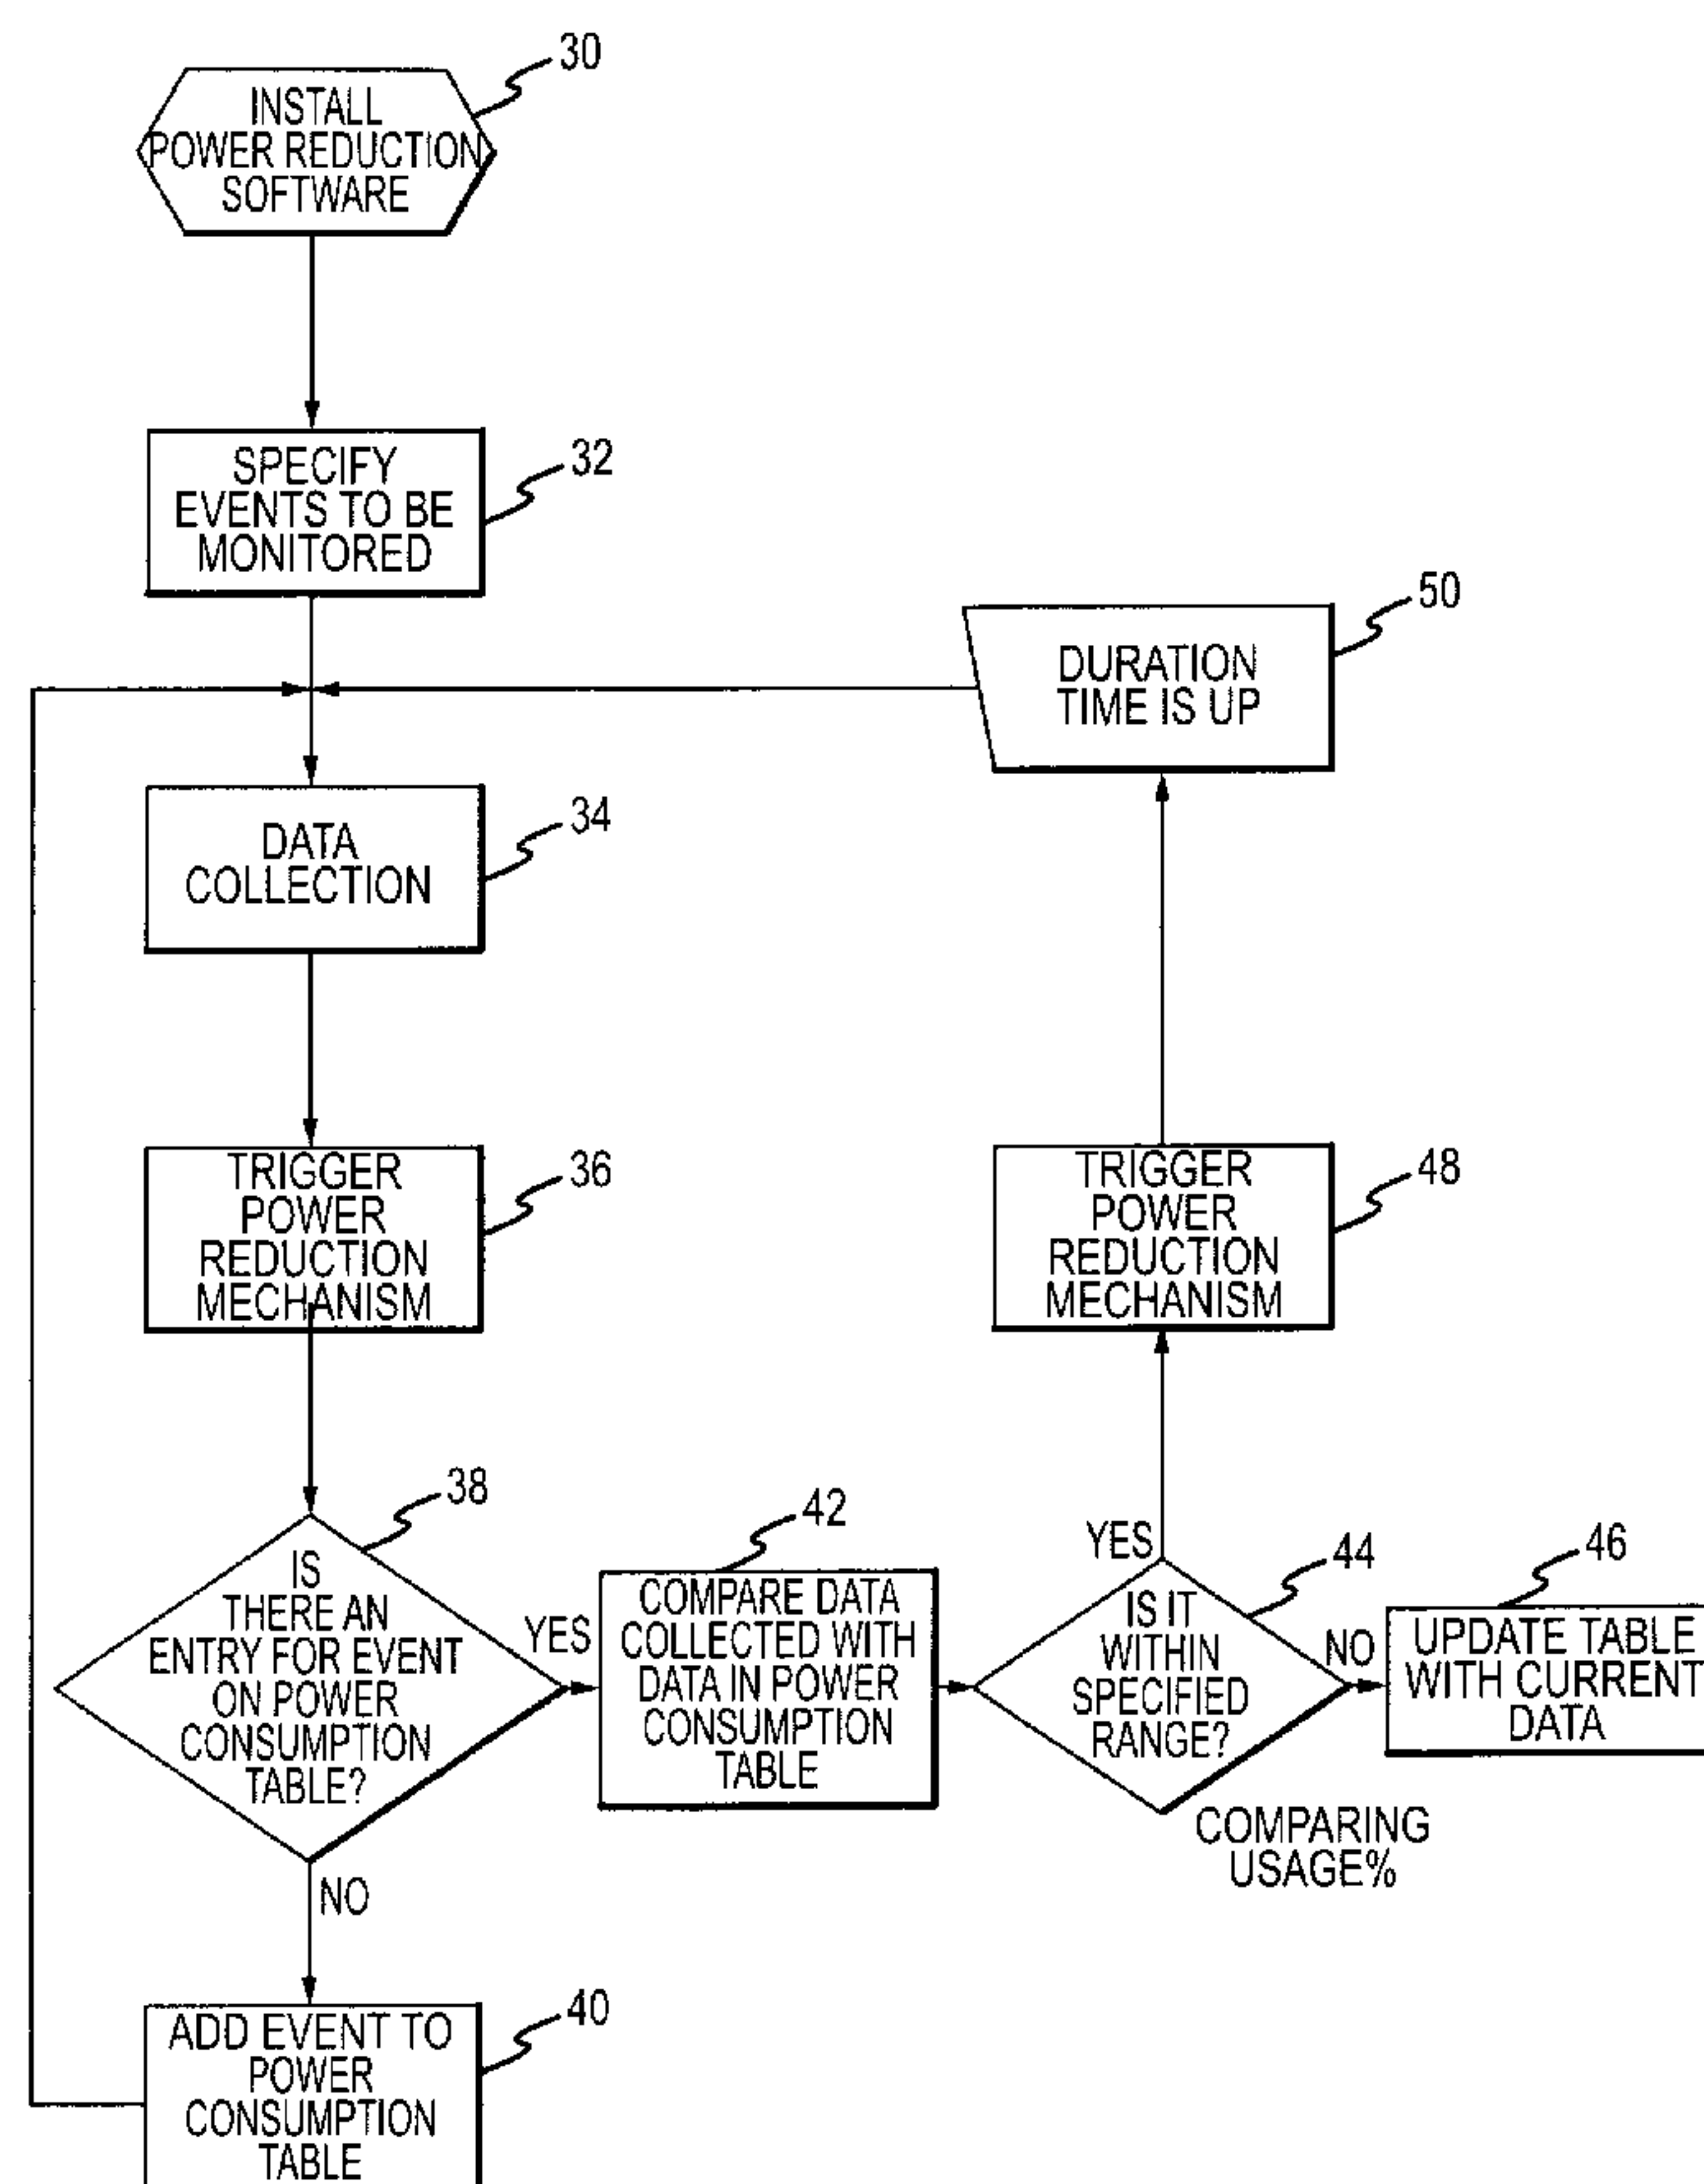 30
INSTALL
POWER REDUCTION
SOFTWARE
32
SPECIFY
EVENTS TO BE
MONITORED
50
DURATION
TIME IS UP
34
DATA
COLLECTION
36
TRIGGER
POWER
REDUCTION
MECHANISM
48
TRIGGER
POWER
REDUCTION
MECHANISM
38
IS
THERE AN
ENTRY FOR EVENT
ON POWER
CONSUMPTION
TABLE?
YES
NO
42
COMPARE DATA
COLLECTED WITH
DATA IN POWER
CONSUMPTION
TABLE
YES
44
IS IT
WITHIN
SPECIFIED
RANGE?
NO
COMPARING
USAGE%
46
UPDATE TABLE
WITH CURRENT
DATA
40
ADD EVENT TO
POWER
CONSUMPTION
TABLE